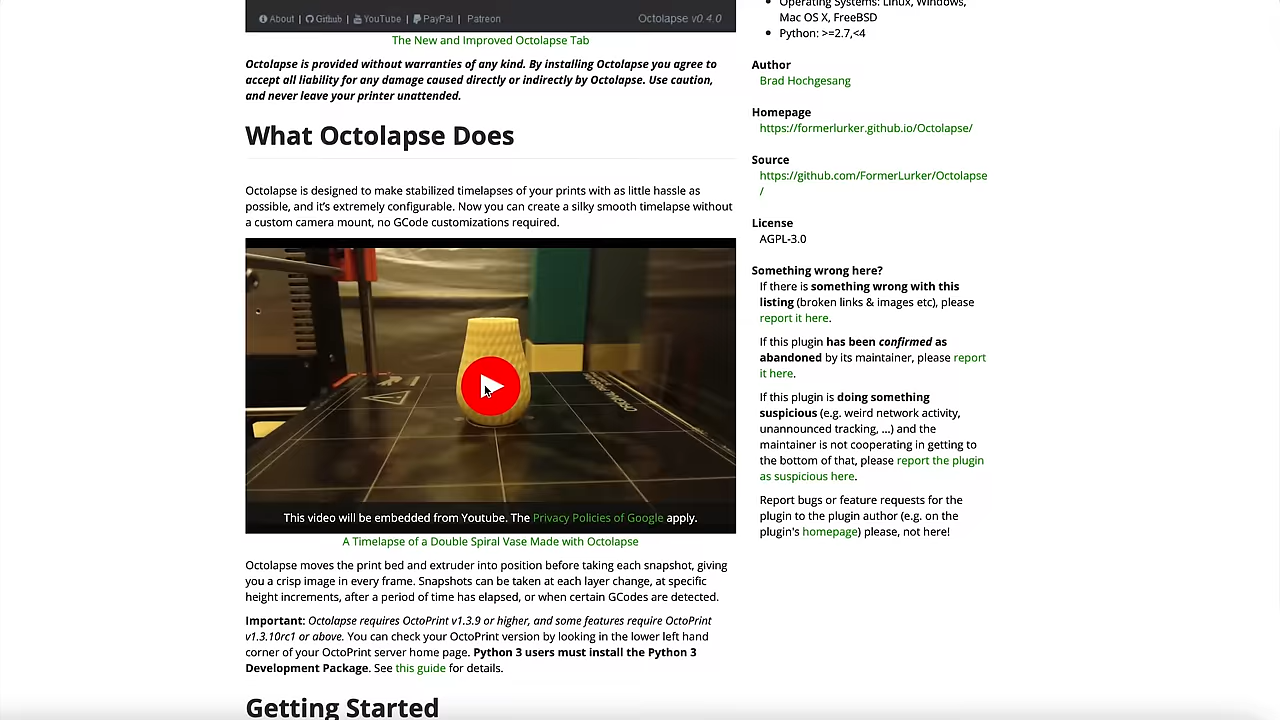 About | Github | YouTube | PayPal | Patreon
Octolapse v0.4.0
The New and Improved Octolapse Tab
Octolapse is provided without warranties of any kind. By installing Octolapse you agree to
accept all liability for any damage caused directly or indirectly by Octolapse. Use caution,
and never leave your printer unattended.
What Octolapse Does
Octolapse is designed to make stabilized timelapses of your prints with as little hassle as
possible, and it's extremely configurable. Now you can create a silky smooth timelapse without
a custom camera mount, no GCode customizations required.
ORIGINAL PRUSA
This video will be embedded from Youtube. The Privacy Policies of Google apply.
A Timelapse of a Double Spiral Vase Made with Octolapse
Octolapse moves the print bed and extruder into position before taking each snapshot, giving
you a crisp image in every frame. Snapshots can be taken at each layer change, at specific
height increments, after a period of time has elapsed, or when certain GCodes are detected.
Important: Octolapse requires OctoPrint v1.3.9 or higher, and some features require OctoPrint
v1.3.10rc1 or above. You can check your OctoPrint version by looking in the lower left hand
corner of your OctoPrint server home page. Python 3 users must install the Python 3
Development Package. See this guide for details.
Getting Started
Operating Systems: Linux, Windows,
Mac OS X, FreeBSD
Python: >=2.7,<4
Author
Brad Hochgesang
Homepage
https://formerlurker.github.io/Octolapse/
Source
https://github.com/FormerLurker/Octolapse
/
License
AGPL-3.0
Something wrong here?
If there is something wrong with this
listing (broken links & images etc), please
report it here.
If this plugin has been confirmed as
abandoned by its maintainer, please report
it here.
If this plugin is doing something
suspicious (e.g. weird network activity,
unannounced tracking, ...) and the
maintainer is not cooperating in getting to
the bottom of that, please report the plugin
as suspicious here.
Report bugs or feature requests for the
plugin to the plugin author (e.g. on the
plugin's homepage) please, not here!